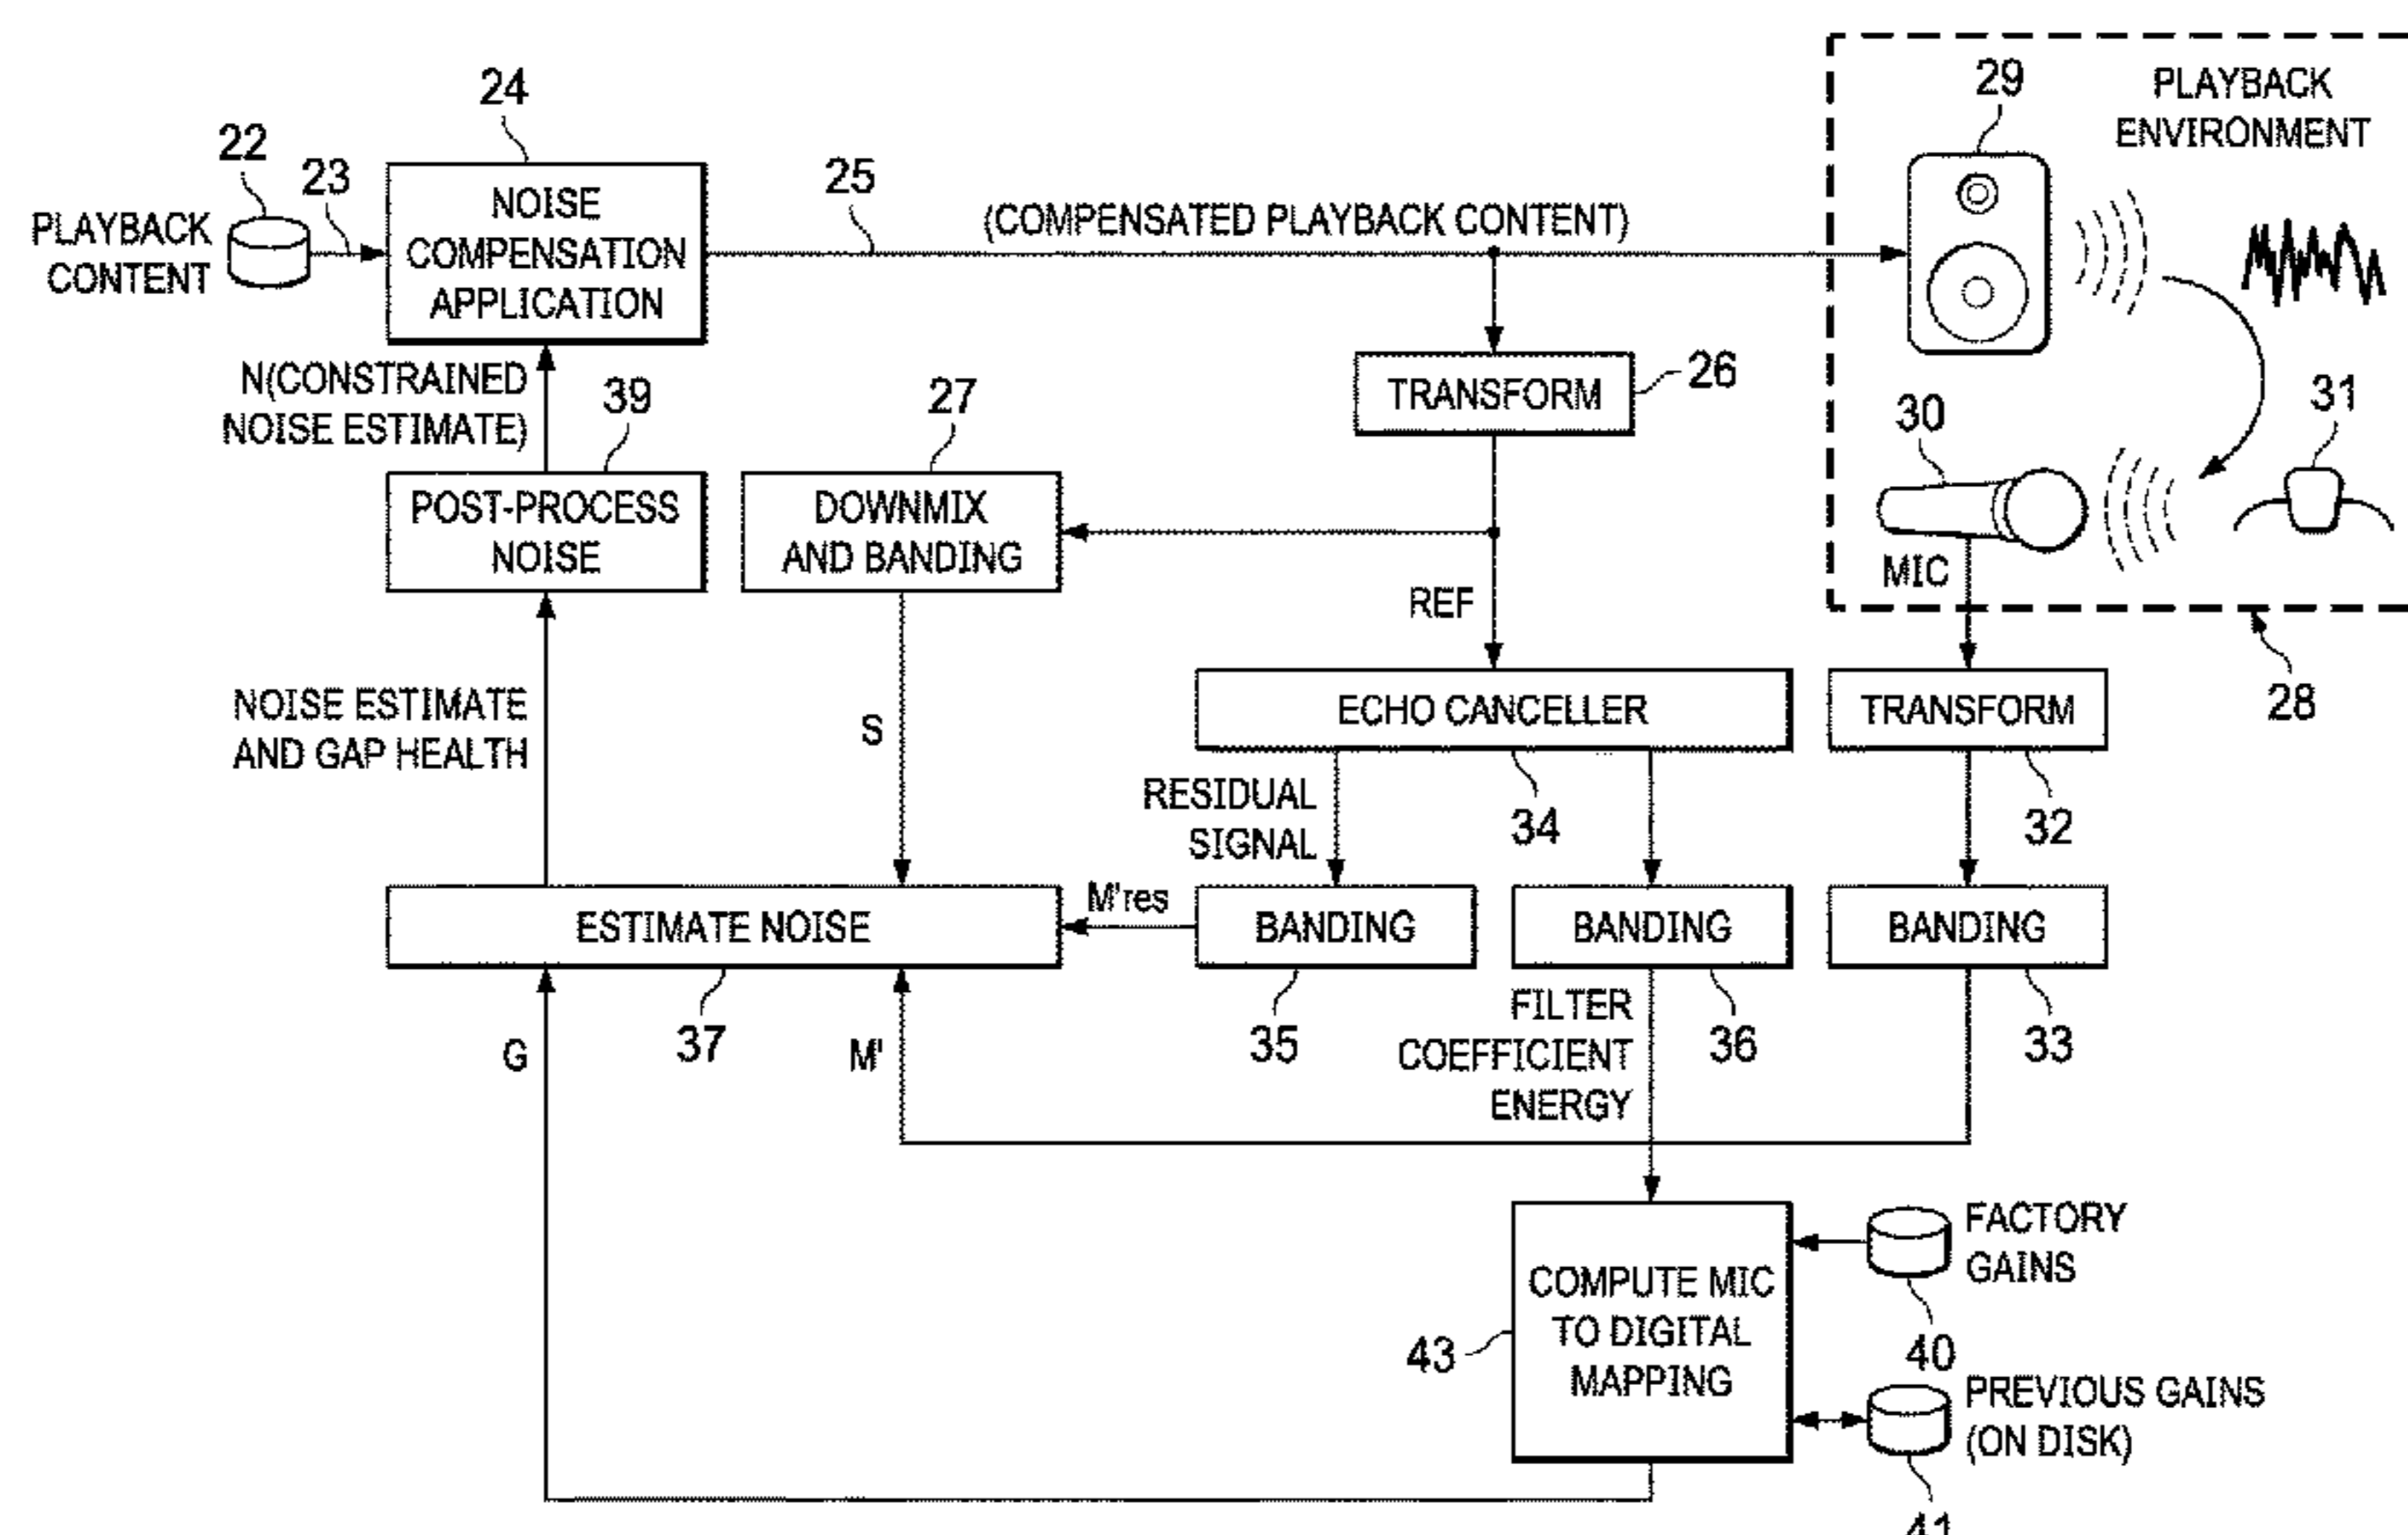 24
22
23
PLAYBACK
CONTENT
NOISE
COMPENSATION
APPLICATION
25
(COMPENSATED PLAYBACK CONTENT)
29
PLAYBACK
ENVIRONMENT
N(CONSTRAINED
NOISE ESTIMATE)
39
27
TRANSFORM
26
30
31
POST-PROCESS
NOISE
DOWNMIX
AND BANDING
MIC
REF
NOISE ESTIMATE
AND GAP HEALTH
S
ECHO CANCELLER
TRANSFORM
28
RESIDUAL
SIGNAL
34
32
ESTIMATE NOISE
M'res
BANDING
BANDING
BANDING
G
37
M'
35
FILTER
COEFFICIENT
ENERGY
36
33
COMPUTE MIC
TO DIGITAL
MAPPING
43
FACTORY
GAINS
40
PREVIOUS GAINS
(ON DISK)
41